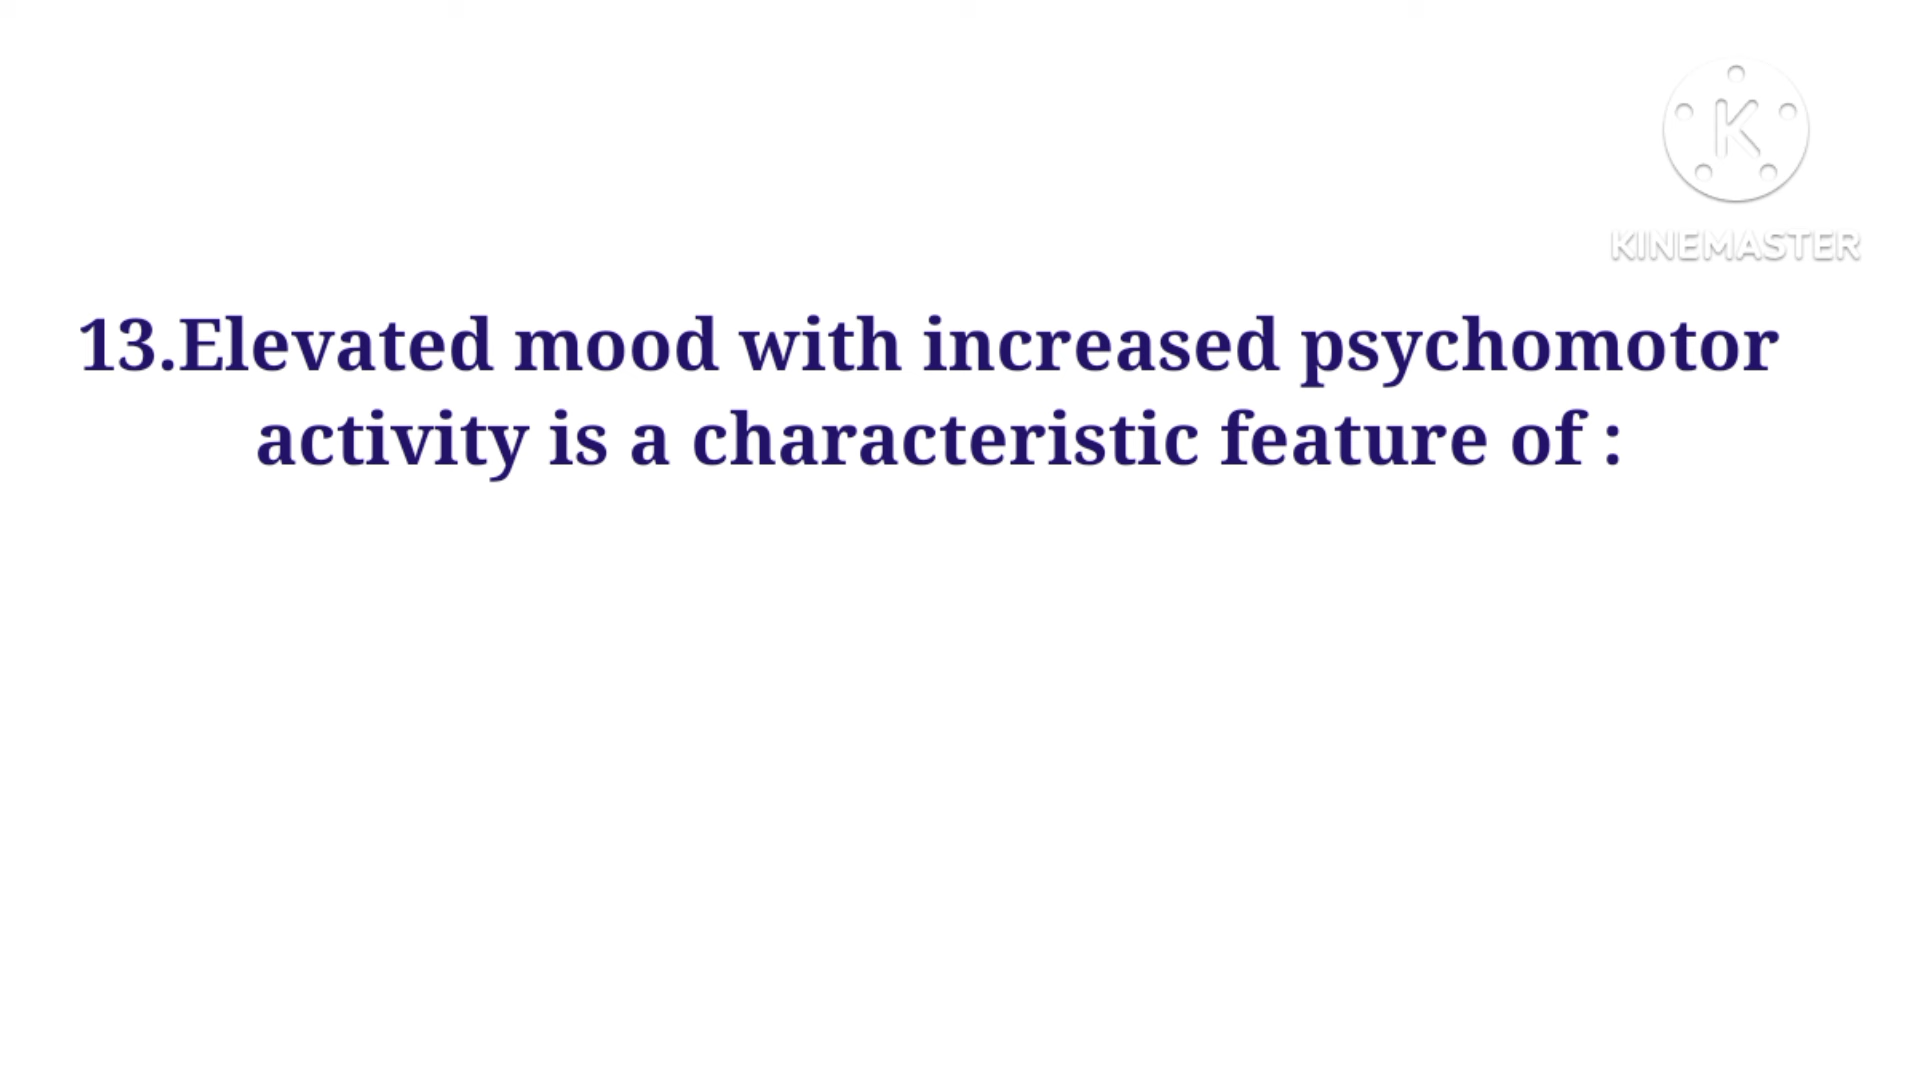 K
KINEMASTER
13.Elevated mood with increased psychomotor
activity is a characteristic feature of :